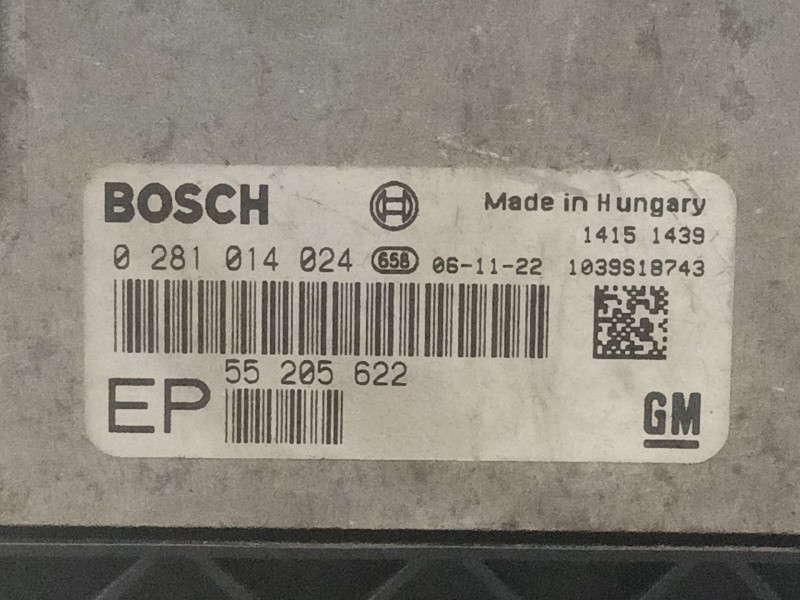 BOSCH Made in Hungary
1415 1439
0 281 014 024 658 06-11-22 1039S18743
55 205 622
EP
GM